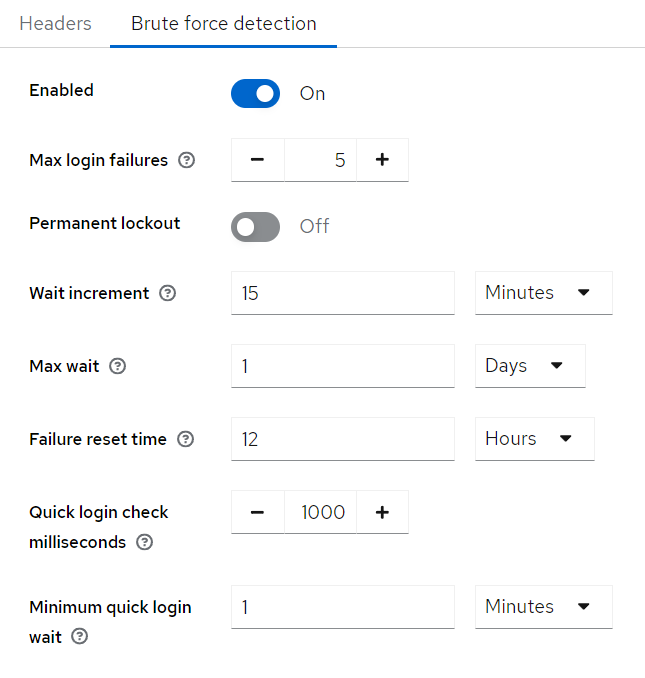 Headers Brute force detection
Enabled On
Max login failures ? − 5 +
Permanent lockout Off
Wait increment ? 15 Minutes
Max wait ? 1 Days
Failure reset time ? 12 Hours
Quick login check − 1000 +
milliseconds ?
Minimum quick login 1 Minutes
wait ?